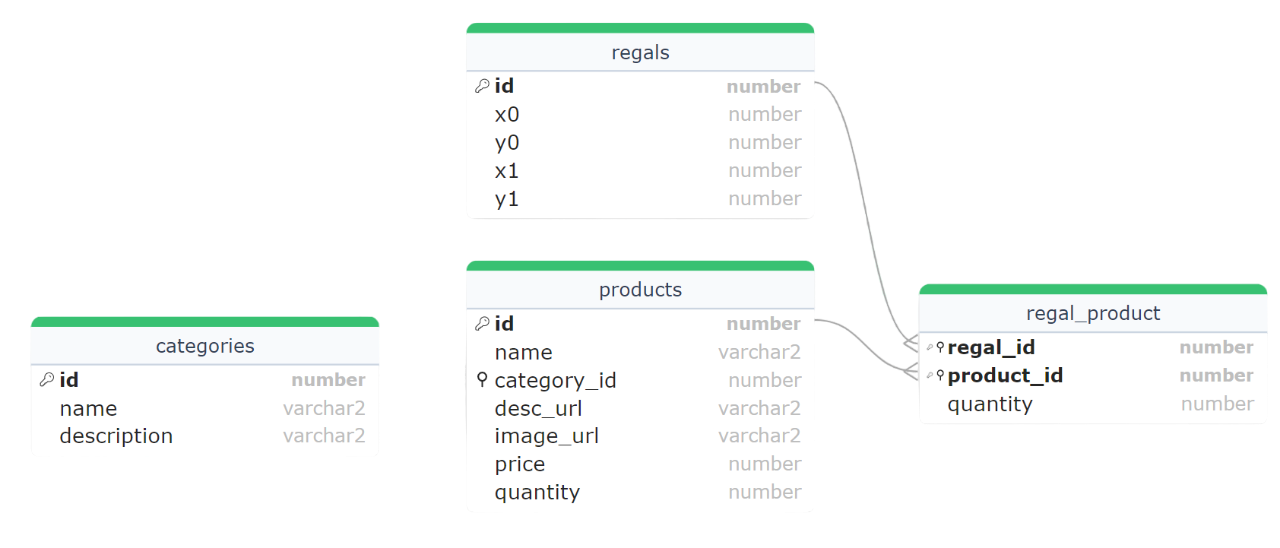 regals
id number
x0 number
y0 number
x1 number
y1 number
products
id number
name varchar2
category_id number
desc_url varchar2
image_url varchar2
price number
quantity number
categories
id number
name varchar2
description varchar2
regal_product
regal_id number
product_id number
quantity number